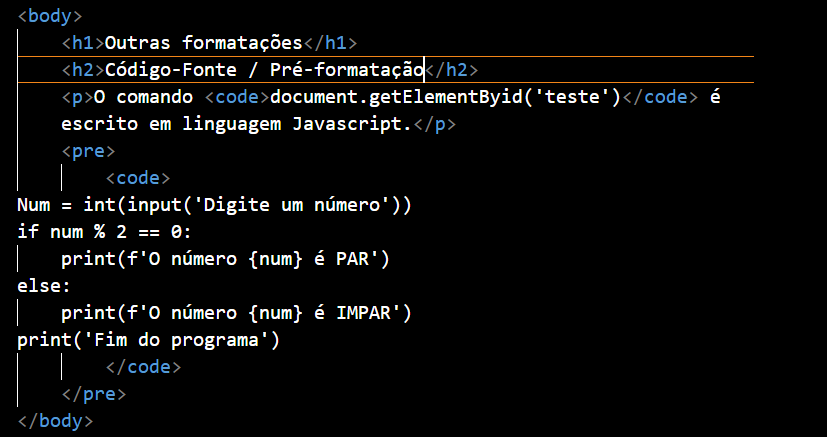 <body>
<h1>Outras formatações</h1>
<h2>Código-Fonte / Pré-formatação</h2>
<p>O comando <code>document.getElementByid('teste')</code> é
escrito em linguagem Javascript.</p>
<pre>
<code>
Num = int(input('Digite um número'))
if num % 2 == 0:
print(f'O número {num} é PAR')
else:
print(f'O número {num} é IMPAR')
print('Fim do programa')
</code>
</pre>
</body>